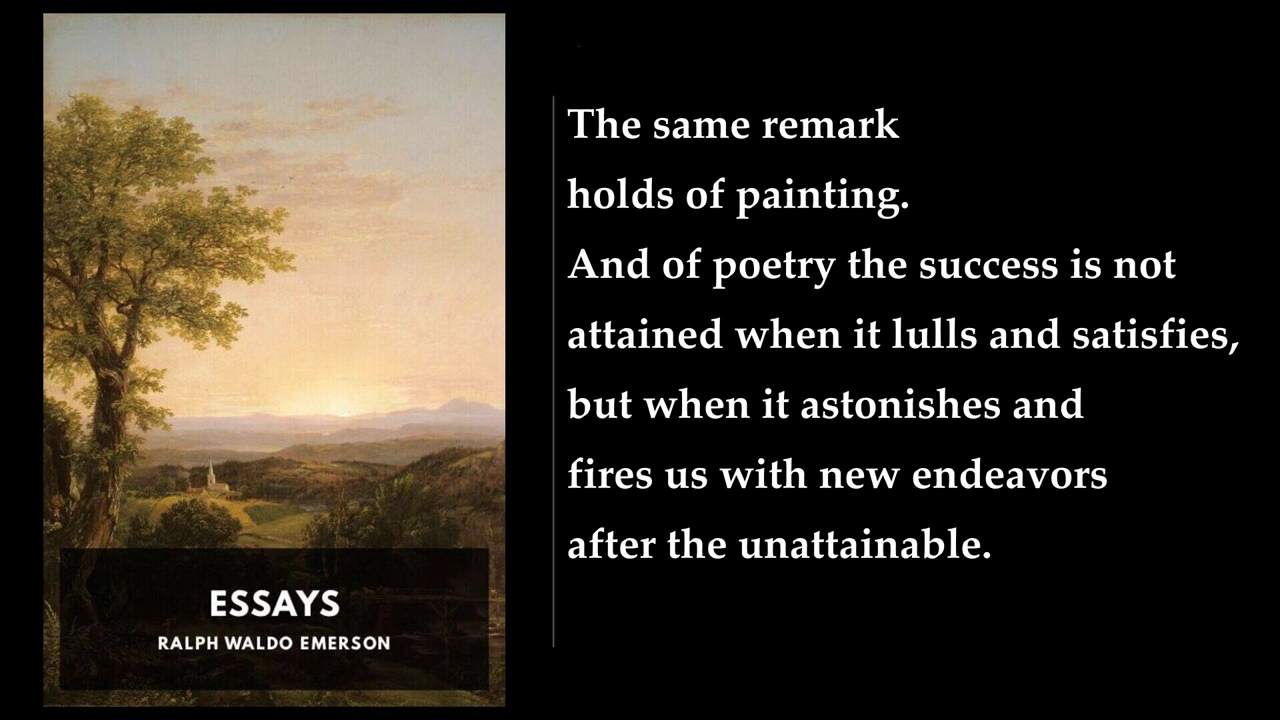 ESSAYS
RALPH WALDO EMERSON
The same remark
holds of painting.
And of poetry the success is not
attained when it lulls and satisfies,
but when it astonishes and
fires us with new endeavors
after the unattainable.